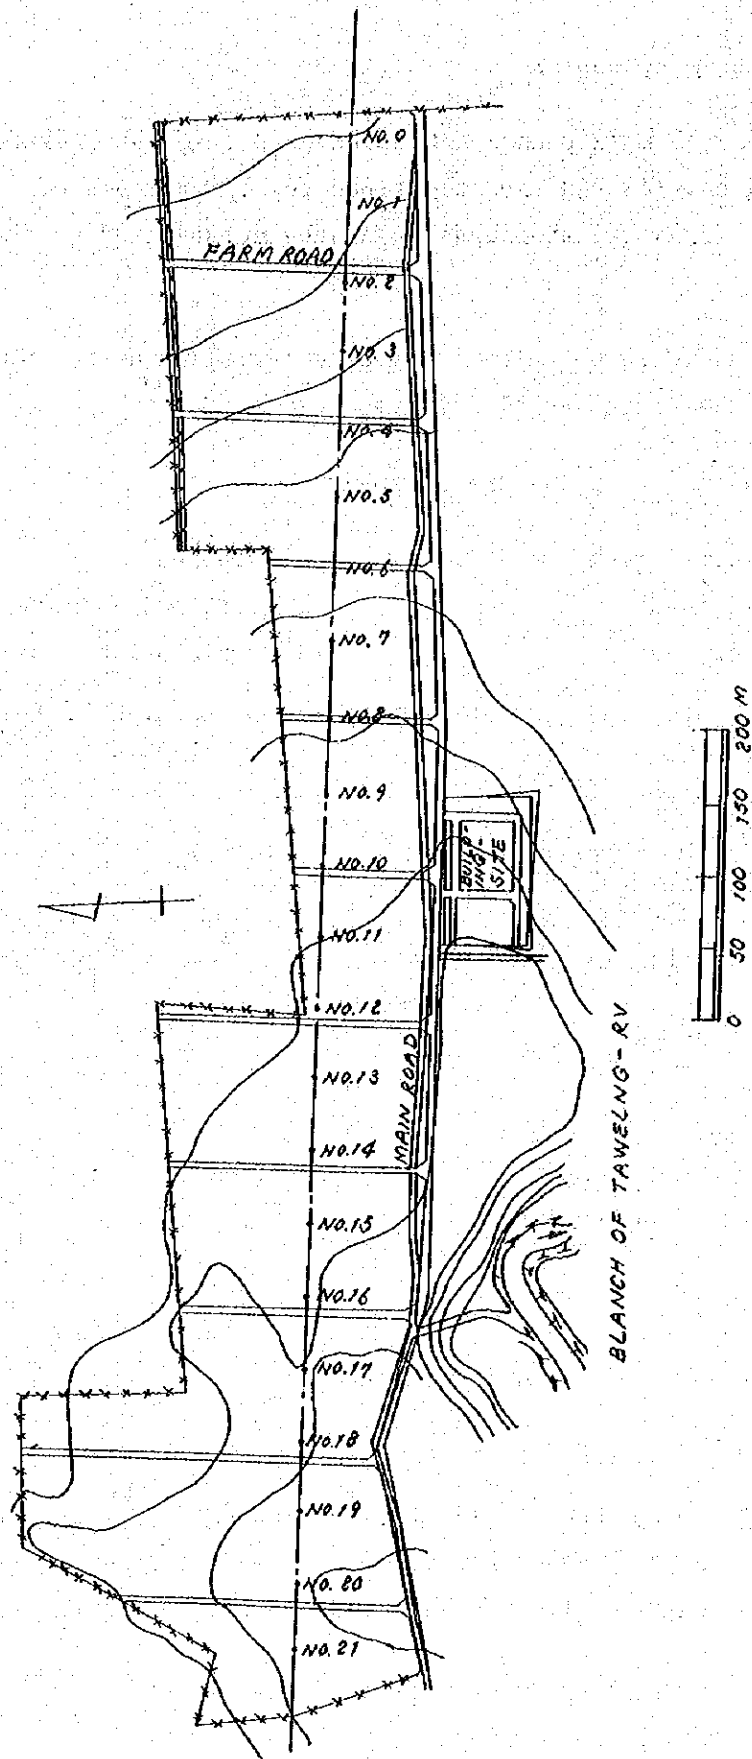 NO.0
NO.1
FARM ROAD
NO.2
NO.3
NO.4
NO.5
NO.6
NO.7
NO.8
NO.9
BUILD-
ING-
SITE
NO.10
NO.11
NO.12
NO.13
MAIN ROAD
NO.14
NO.15
NO.16
NO.17
NO.18
NO.19
NO.20
NO.21
0 50 100 150 200 M
BLANCH OF TAWELNG-RV